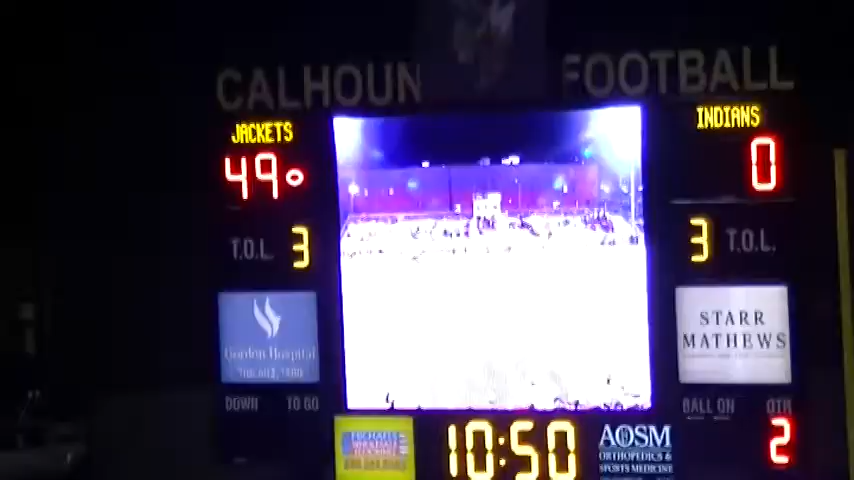 CALHOUN FOOTBALL
JACKETS
INDIANS
49
0
T.O.L. 3
3 T.O.L.
Gordon Hospital
STARR
MATHEWS
DOWN TO GO
BALL ON QTR
10:50
2
AOSM
ORTHOPEDICS &
SPORTS MEDICINE